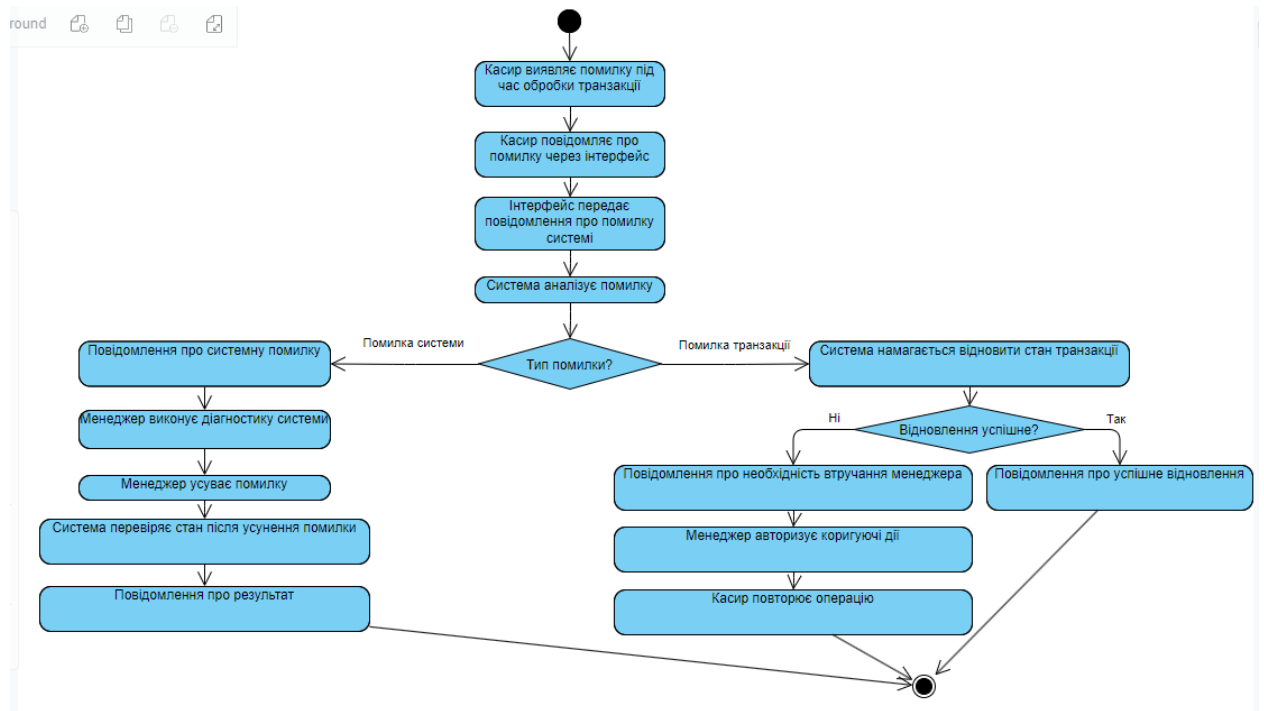 round
Касир виявляє помилку під
час обробки транзакції
Касир повідомляє про
помилку через інтерфейс
Інтерфейс передає
повідомлення про помилку
системі
Система аналізує помилку
Тип помилки?
Помилка системи
Помилка транзакції
Повідомлення про системну помилку
Менеджер виконує діагностику системи
Менеджер усуває помилку
Система перевіряє стан після усунення помилки
Повідомлення про результат
Система намагається відновити стан транзакції
Відновлення успішне?
Ні
Так
Повідомлення про необхідність втручання менеджера
Менеджер авторизує коригуючі дії
Касир повторює операцію
Повідомлення про успішне відновлення